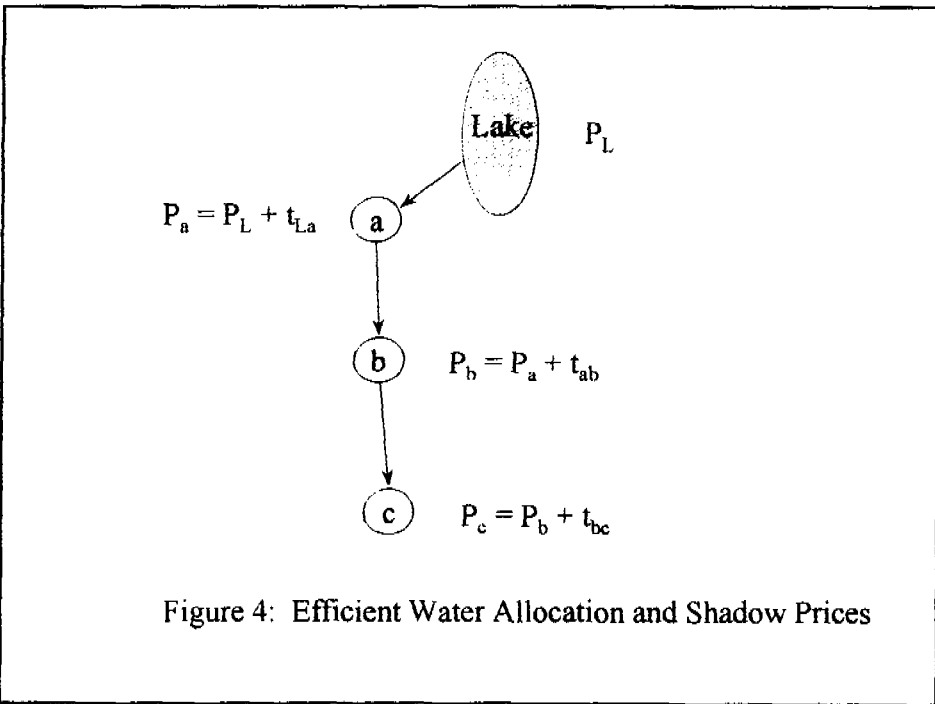 Lake
P_L
P_a = P_L + t_La
a
b
P_b = P_a + t_ab
c
P_c = P_b + t_bc
Figure 4: Efficient Water Allocation and Shadow Prices